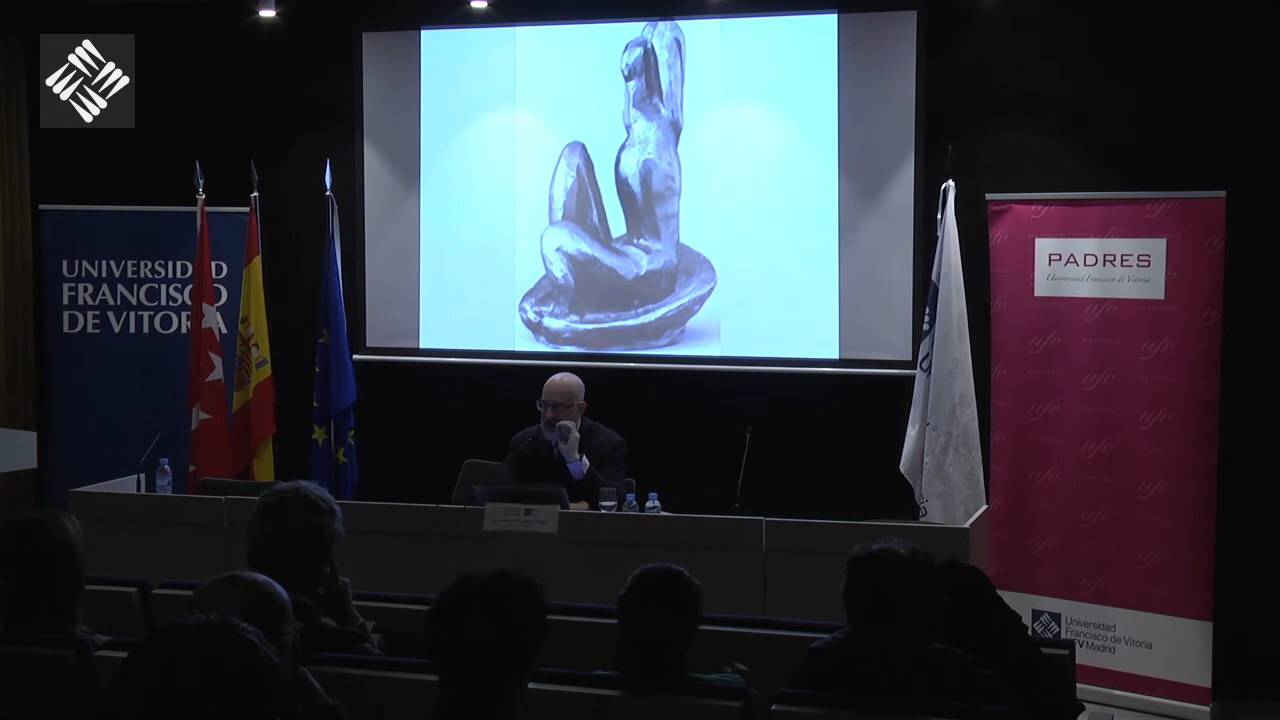 UNIVERSIDAD
FRANCISCO
DE VITORIA
PADRES
Universidad Francisco de Vitoria
Universidad
Francisco de Vitoria
UFV Madrid